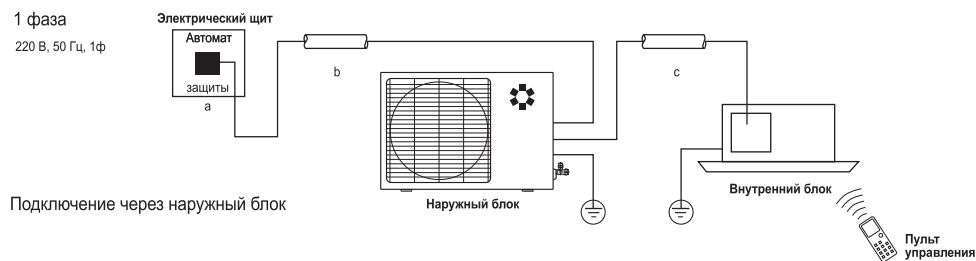 1 фаза
220 В, 50 Гц, 1ф
Электрический щит
Автомат
защиты
a
b
c
Наружный блок
Внутренний блок
Подключение через наружный блок
Пульт
управления